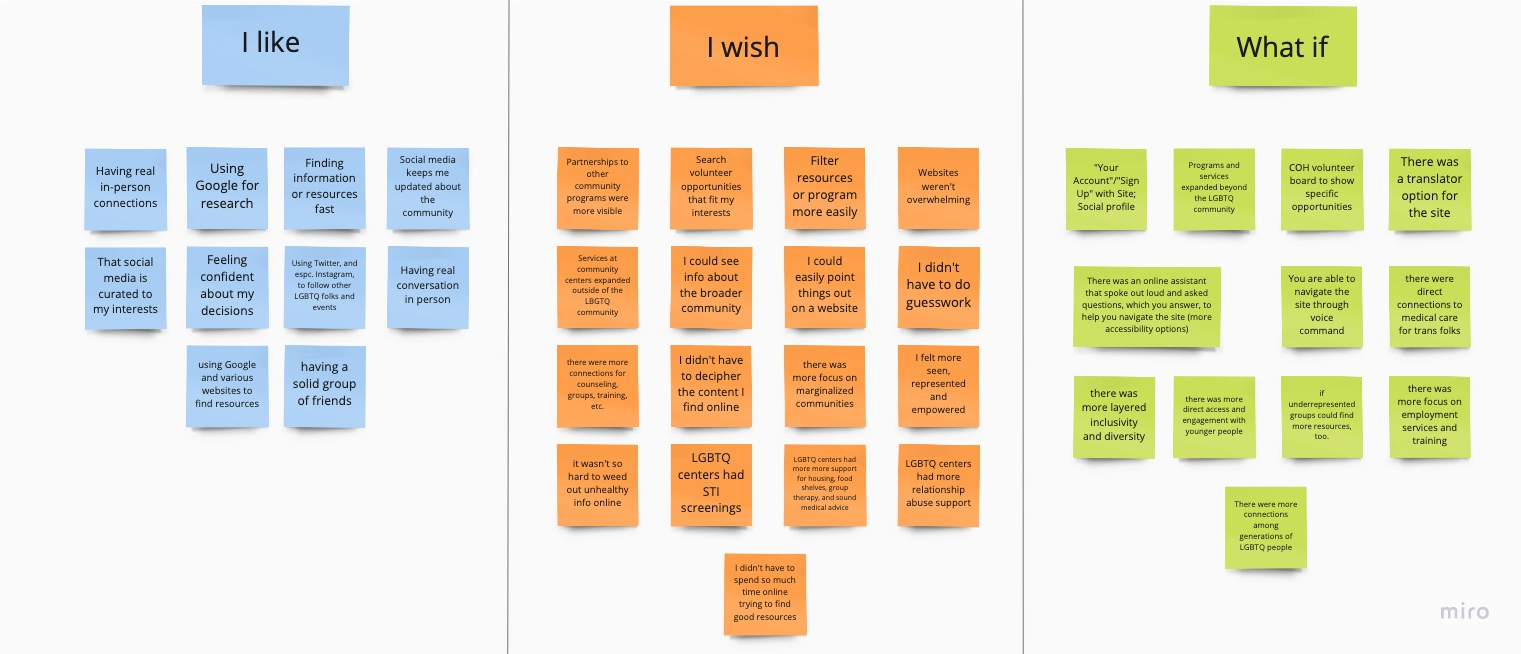 I like
Having real
in-person
connections
Using
Google for
research
Finding
information
or resources
fast
Social media
keeps me
updated about
the
community
That social
media is
curated to
my interests
Feeling
confident
about my
decisions
Using Twitter, and
espc. Instagram,
to follow other
LGBTQ folks and
events
Having real
conversation
in person
using Google
and various
websites to
find resources
having a
solid group
of friends
I wish
Partnerships to
other
community
programs were
more visible
Search
volunteer
opportunities
that fit my
interests
Filter
resources
or program
more easily
Websites
weren't
overwhelming
Services at
community
centers expanded
outside of the
LBGTQ
community
I could see
info about
the broader
community
I could
easily point
things out
on a website
I didn't
have to do
guesswork
there were more
connections for
counseling,
groups, training,
etc.
I didn't have
to decipher
the content I
find online
there was
more focus on
marginalized
communities
I felt more
seen,
represented
and
empowered
it wasn't so
hard to weed
out unhealthy
info online
LGBTQ
centers had
STI
screenings
LGBTQ centers had
more more support
for housing, food
shelves, group
therapy, and sound
medical advice
LGBTQ centers
had more
relationship
abuse support
I didn't have to
spend so much
time online
trying to find
good resources
What if
"Your
Account"/"Sign
Up" with Site;
Social profile
Programs and
services
expanded beyond
the LGBTQ
community
COH volunteer
board to show
specific
opportunities
There was
a translator
option for
the site
There was an online assistant
that spoke out loud and asked
questions, which you answer, to
help you navigate the site (more
accessibility options)
You are able to
navigate the
site through
voice
command
there were
direct
connections to
medical care
for trans folks
there was
more layered
inclusivity
and diversity
there was more
direct access and
engagement with
younger people
if
underrepresented
groups could find
more resources,
too.
there was
more focus on
employment
services and
training
There were more
connections
among
generations of
LGBTQ people
miro